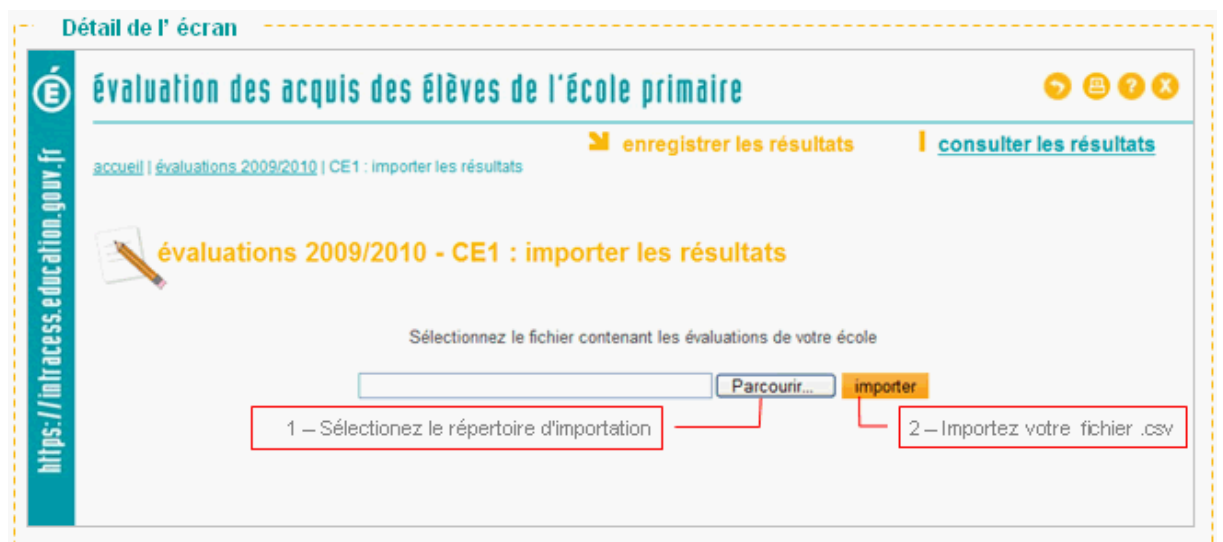 Détail de l' écran
É
évaluation des acquis des élèves de l'école primaire
?
X
enregistrer les résultats
consulter les résultats
accueil | évaluations 2009/2010 | CE1 : importer les résultats
https://intracess.education.gouv.fr
évaluations 2009/2010 - CE1 : importer les résultats
Sélectionnez le fichier contenant les évaluations de votre école
Parcourir... importer
1 – Sélectionez le répertoire d'importation
2 – Importez votre fichier .csv